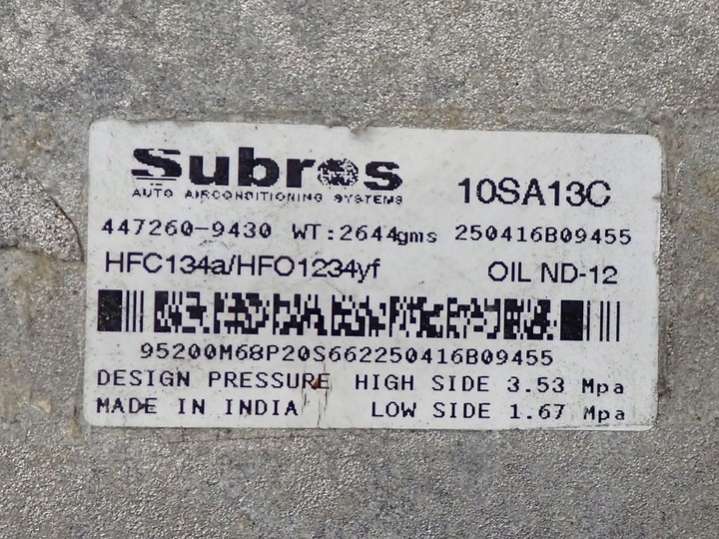 Subros 10SA13C
AUTO AIRCONDITIONING SYSTEMS
447260-9430 WT:2644gms 250416B09455
HFC134a/HFO1234yf OIL ND-12
95200M68P20S662250416B09455
DESIGN PRESSURE HIGH SIDE 3.53 Mpa
MADE IN INDIA LOW SIDE 1.67 Mpa